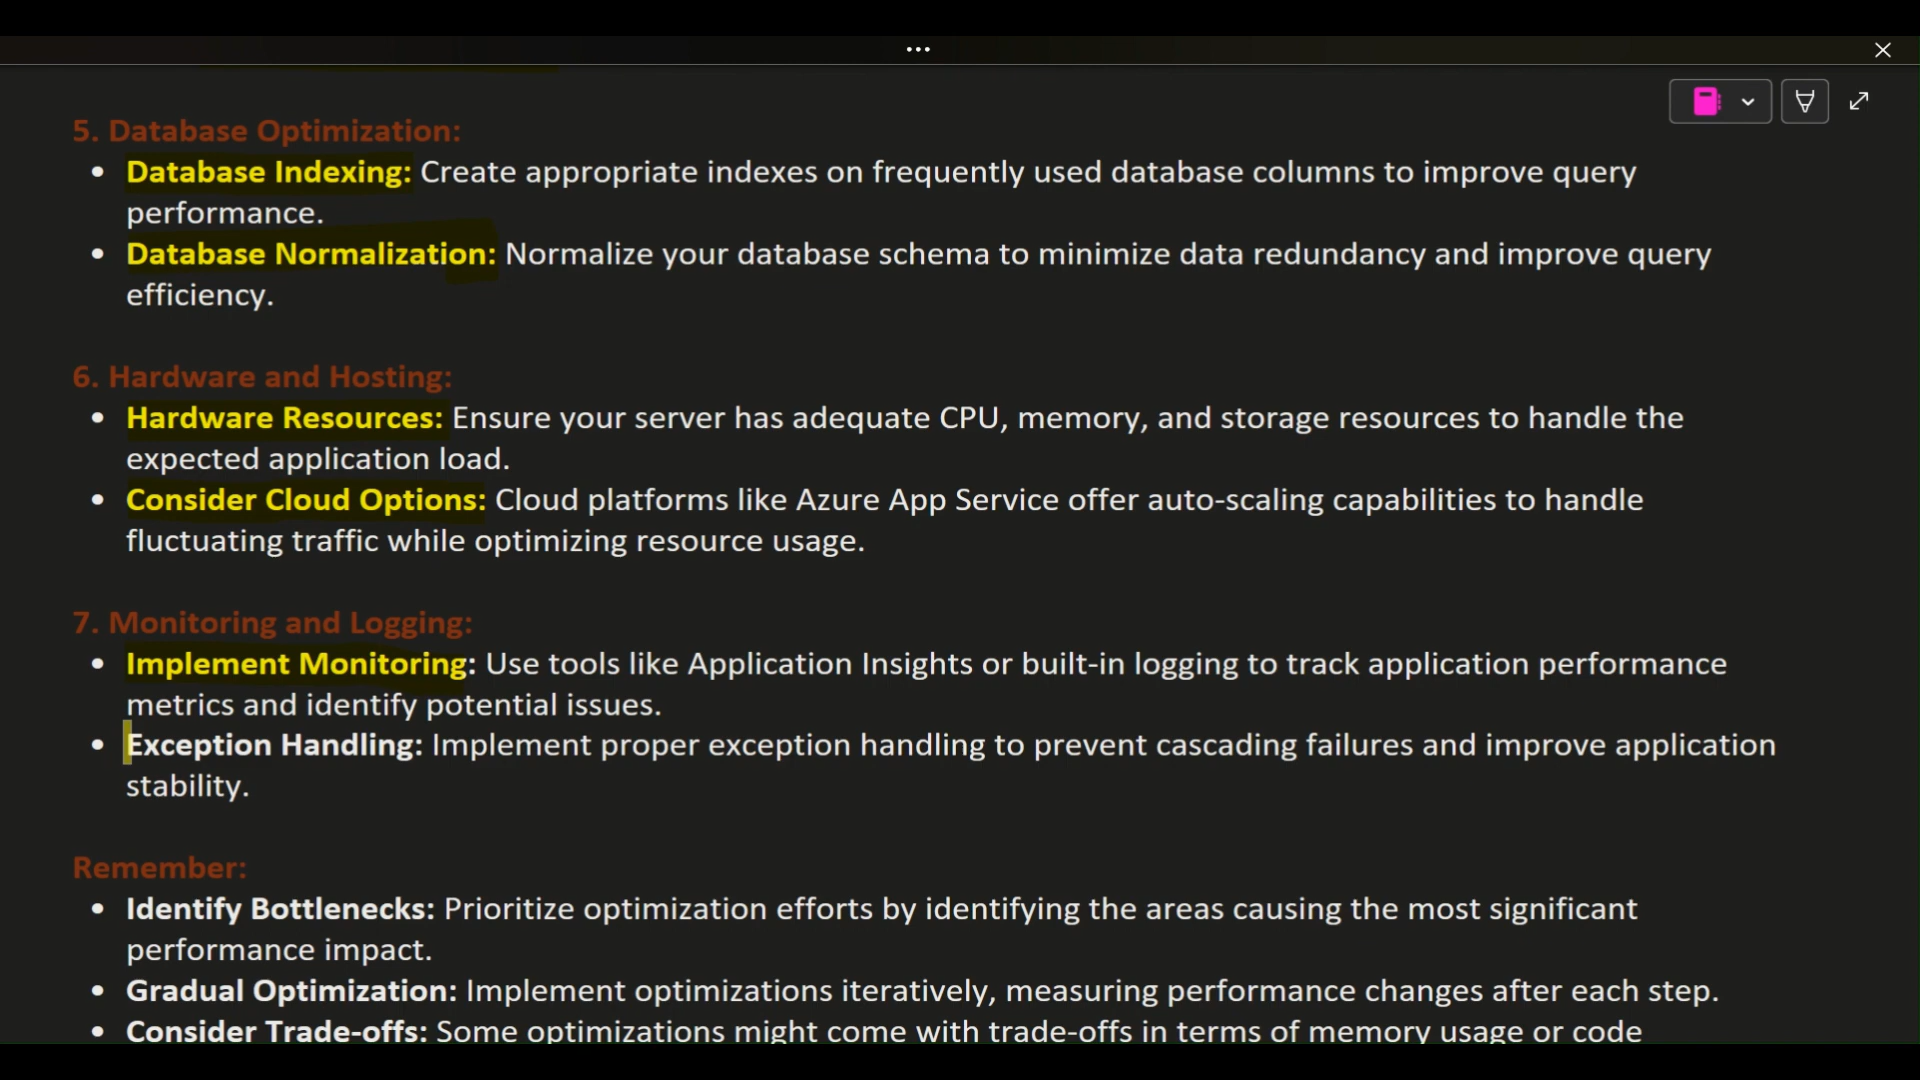 5. Database Optimization:
• Database Indexing: Create appropriate indexes on frequently used database columns to improve query
performance.
• Database Normalization: Normalize your database schema to minimize data redundancy and improve query
efficiency.
6. Hardware and Hosting:
• Hardware Resources: Ensure your server has adequate CPU, memory, and storage resources to handle the
expected application load.
• Consider Cloud Options: Cloud platforms like Azure App Service offer auto-scaling capabilities to handle
fluctuating traffic while optimizing resource usage.
7. Monitoring and Logging:
• Implement Monitoring: Use tools like Application Insights or built-in logging to track application performance
metrics and identify potential issues.
• Exception Handling: Implement proper exception handling to prevent cascading failures and improve application
stability.
Remember:
• Identify Bottlenecks: Prioritize optimization efforts by identifying the areas causing the most significant
performance impact.
• Gradual Optimization: Implement optimizations iteratively, measuring performance changes after each step.
• Consider Trade-offs: Some optimizations might come with trade-offs in terms of memory usage or code